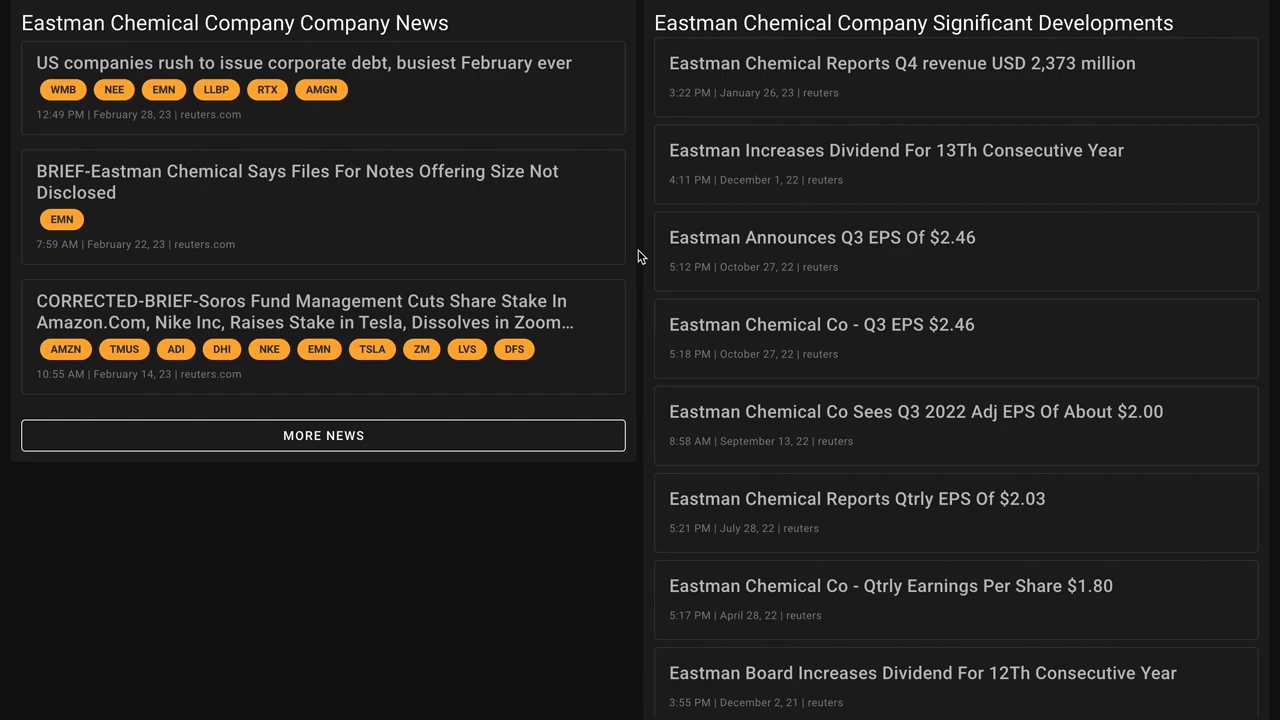 Eastman Chemical Company Company News
US companies rush to issue corporate debt, busiest February ever
WMB NEE EMN LLBP RTX AMGN
12:49 PM | February 28, 23 | reuters.com
BRIEF-Eastman Chemical Says Files For Notes Offering Size Not
Disclosed
EMN
7:59 AM | February 22, 23 | reuters.com
CORRECTED-BRIEF-Soros Fund Management Cuts Share Stake In
Amazon.Com, Nike Inc, Raises Stake in Tesla, Dissolves in Zoom...
AMZN TMUS ADI DHI NKE EMN TSLA ZM LVS DFS
10:55 AM | February 14, 23 | reuters.com
MORE NEWS
Eastman Chemical Company Significant Developments
Eastman Chemical Reports Q4 revenue USD 2,373 million
3:22 PM | January 26, 23 | reuters
Eastman Increases Dividend For 13Th Consecutive Year
4:11 PM | December 1, 22 | reuters
Eastman Announces Q3 EPS Of $2.46
5:12 PM | October 27, 22 | reuters
Eastman Chemical Co - Q3 EPS $2.46
5:18 PM | October 27, 22 | reuters
Eastman Chemical Co Sees Q3 2022 Adj EPS Of About $2.00
8:58 AM | September 13, 22 | reuters
Eastman Chemical Reports Qtrly EPS Of $2.03
5:21 PM | July 28, 22 | reuters
Eastman Chemical Co - Qtrly Earnings Per Share $1.80
5:17 PM | April 28, 22 | reuters
Eastman Board Increases Dividend For 12Th Consecutive Year
3:55 PM | December 2, 21 | reuters